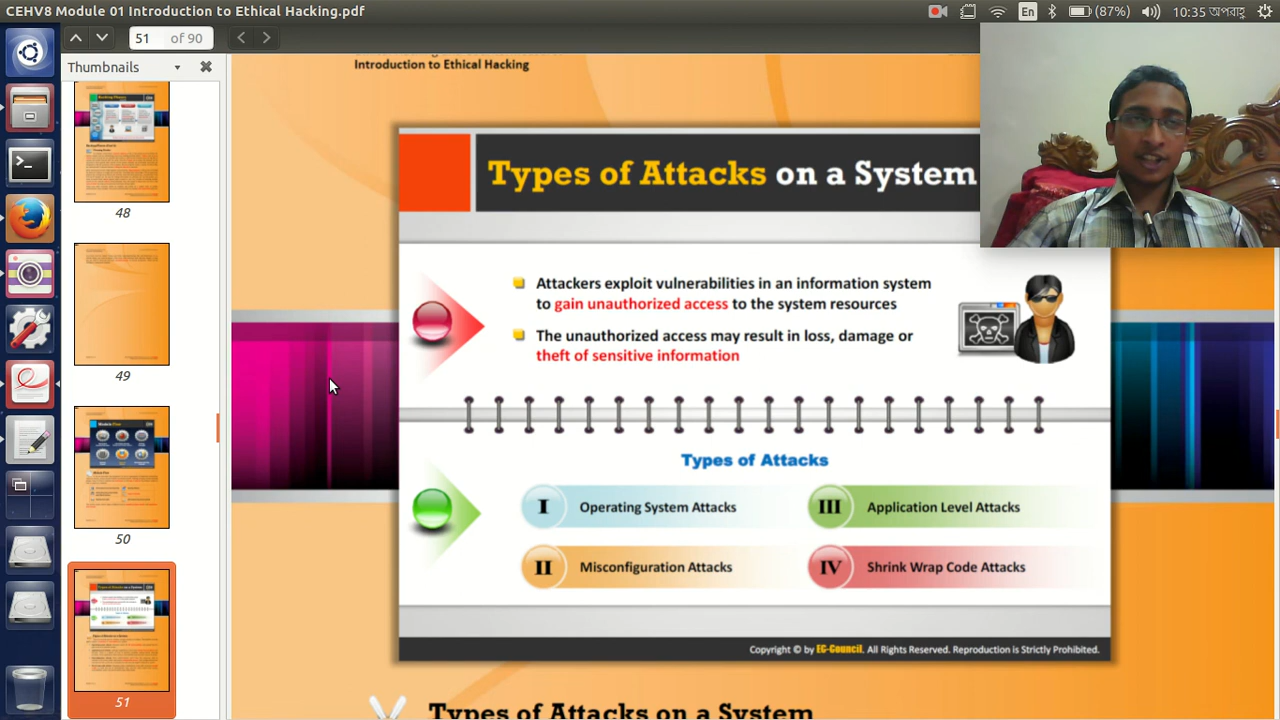 CEHV8 Module 01 Introduction to Ethical Hacking.pdf
En
(87%)
10:35 অপরাহ্ণ
51 of 90
Thumbnails
48
49
50
51
Introduction to Ethical Hacking
Types of Attacks on a System
Attackers exploit vulnerabilities in an information system
to gain unauthorized access to the system resources
The unauthorized access may result in loss, damage or
theft of sensitive information
Types of Attacks
I Operating System Attacks
III Application Level Attacks
II Misconfiguration Attacks
IV Shrink Wrap Code Attacks
Copyright © by EC-Council. All Rights Reserved. Reproduction is Strictly Prohibited.
Types of Attacks on a System